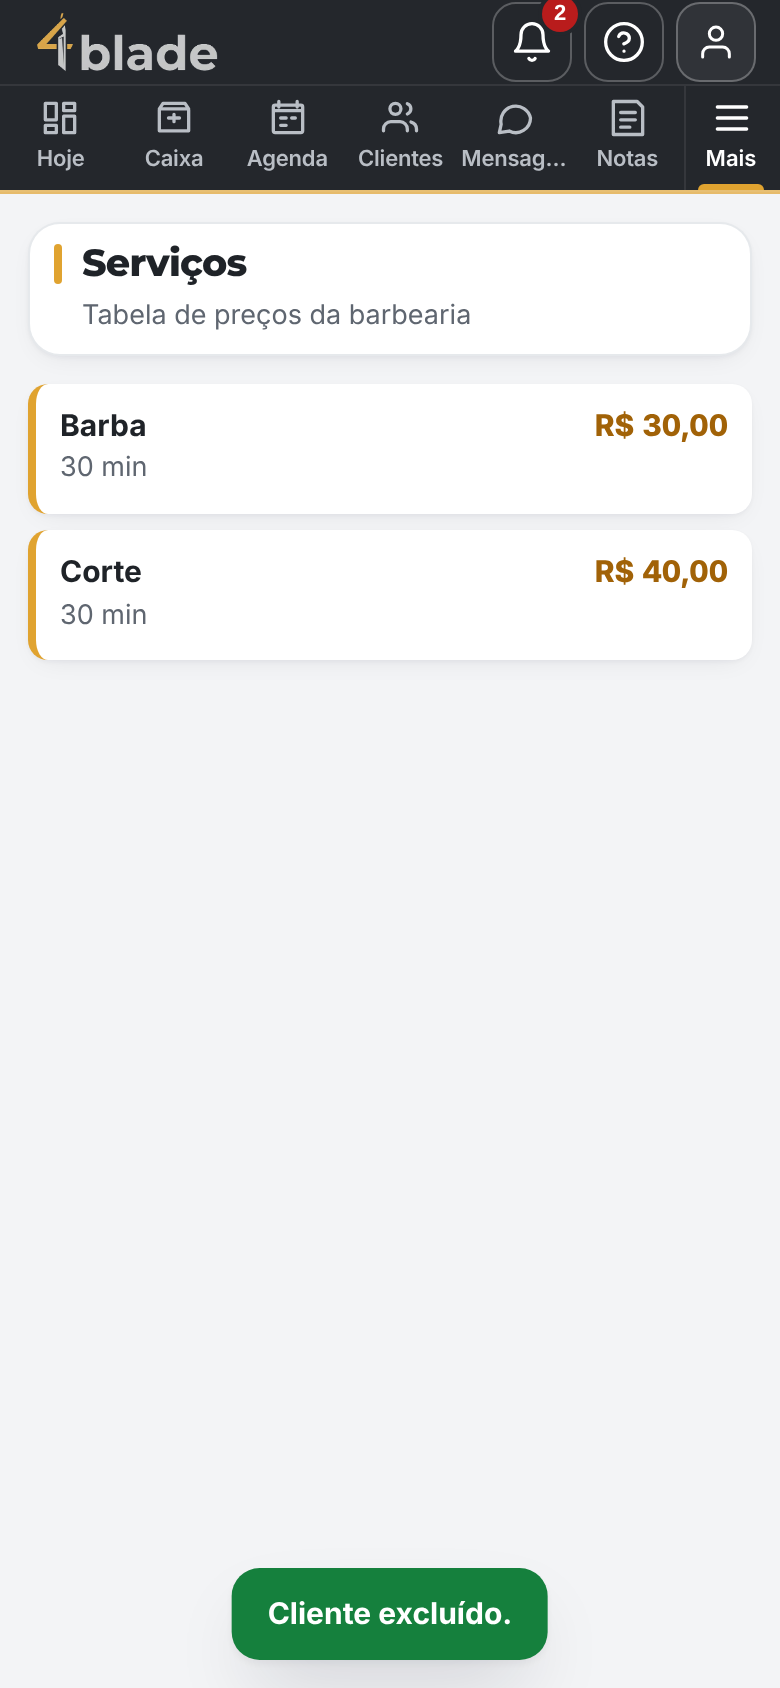 4blade
2
Hoje
Caixa
Agenda
Clientes
Mensag...
Notas
Mais
Serviços
Tabela de preços da barbearia
Barba
R$ 30,00
30 min
Corte
R$ 40,00
30 min
Cliente excluído.